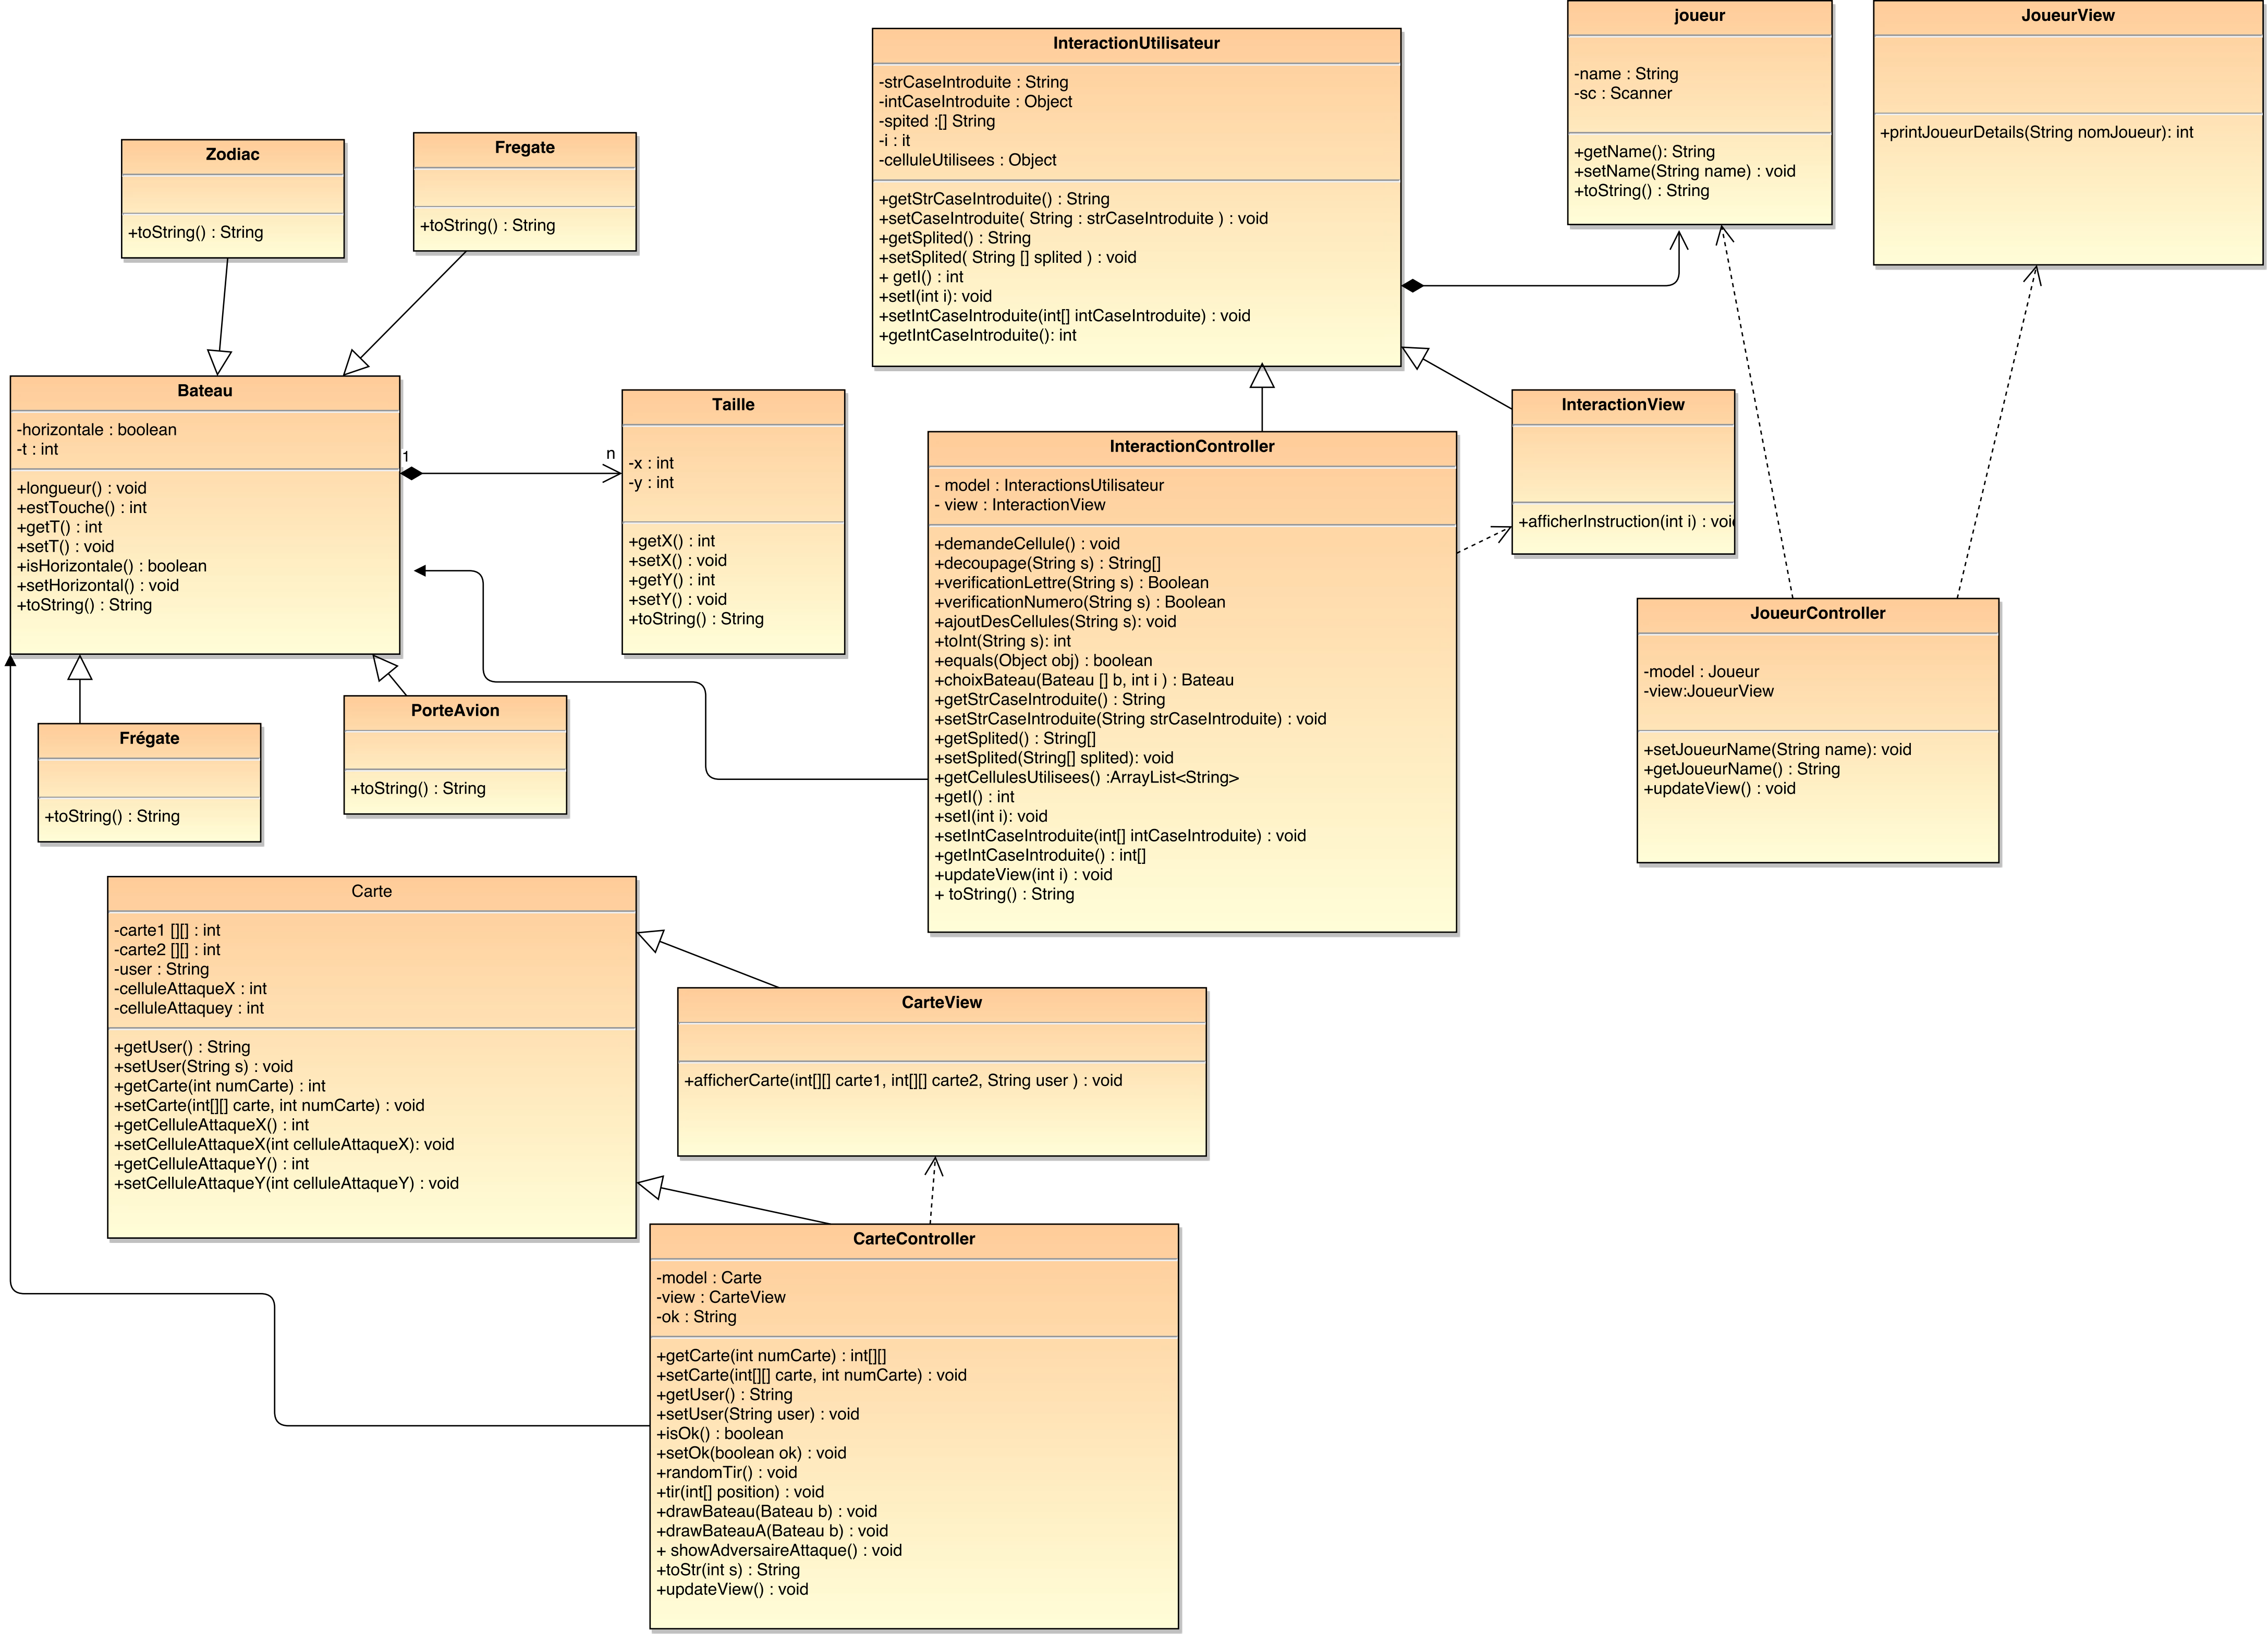 Zodiac
+toString() : String
Fregate
+toString() : String
InteractionUtilisateur
-strCaseIntroduite : String
-intCaseIntroduite : Object
-spited :[] String
-i : it
-celluleUtilisees : Object
+getStrCaseIntroduite() : String
+setCaseIntroduite( String : strCaseIntroduite ) : void
+getSplited() : String
+setSplited( String [] splited ) : void
+ getI() : int
+setI(int i): void
+setIntCaseIntroduite(int[] intCaseIntroduite) : void
+getIntCaseIntroduite(): int
joueur
-name : String
-sc : Scanner
+getName(): String
+setName(String name) : void
+toString() : String
JoueurView
+printJoueurDetails(String nomJoueur): int
Bateau
-horizontale : boolean
-t : int
+longueur() : void
+estTouche() : int
+getT() : int
+setT() : void
+isHorizontale() : boolean
+setHorizontal() : void
+toString() : String
1
n
Taille
-x : int
-y : int
+getX() : int
+setX() : void
+getY() : int
+setY() : void
+toString() : String
InteractionController
- model : InteractionsUtilisateur
- view : InteractionView
+demandeCellule() : void
+decoupage(String s) : String[]
+verificationLettre(String s) : Boolean
+verificationNumero(String s) : Boolean
+ajoutDesCellules(String s): void
+toInt(String s): int
+equals(Object obj) : boolean
+choixBateau(Bateau [] b, int i ) : Bateau
+getStrCaseIntroduite() : String
+setStrCaseIntroduite(String strCaseIntroduite) : void
+getSplited() : String[]
+setSplited(String[] splited): void
+getCellulesUtilisees() :ArrayList<String>
+getI() : int
+setI(int i): void
+setIntCaseIntroduite(int[] intCaseIntroduite) : void
+getIntCaseIntroduite() : int[]
+updateView(int i) : void
+ toString() : String
InteractionView
+afficherInstruction(int i) : voi
JoueurController
-model : Joueur
-view:JoueurView
+setJoueurName(String name): void
+getJoueurName() : String
+updateView() : void
Frégate
+toString() : String
PorteAvion
+toString() : String
Carte
-carte1 [][] : int
-carte2 [][] : int
-user : String
-celluleAttaqueX : int
-celluleAttaquey : int
+getUser() : String
+setUser(String s) : void
+getCarte(int numCarte) : int
+setCarte(int[][] carte, int numCarte) : void
+getCelluleAttaqueX() : int
+setCelluleAttaqueX(int celluleAttaqueX): void
+getCelluleAttaqueY() : int
+setCelluleAttaqueY(int celluleAttaqueY) : void
CarteView
+afficherCarte(int[][] carte1, int[][] carte2, String user ) : void
CarteController
-model : Carte
-view : CarteView
-ok : String
+getCarte(int numCarte) : int[][]
+setCarte(int[][] carte, int numCarte) : void
+getUser() : String
+setUser(String user) : void
+isOk() : boolean
+setOk(boolean ok) : void
+randomTir() : void
+tir(int[] position) : void
+drawBateau(Bateau b) : void
+drawBateauA(Bateau b) : void
+ showAdversaireAttaque() : void
+toStr(int s) : String
+updateView() : void